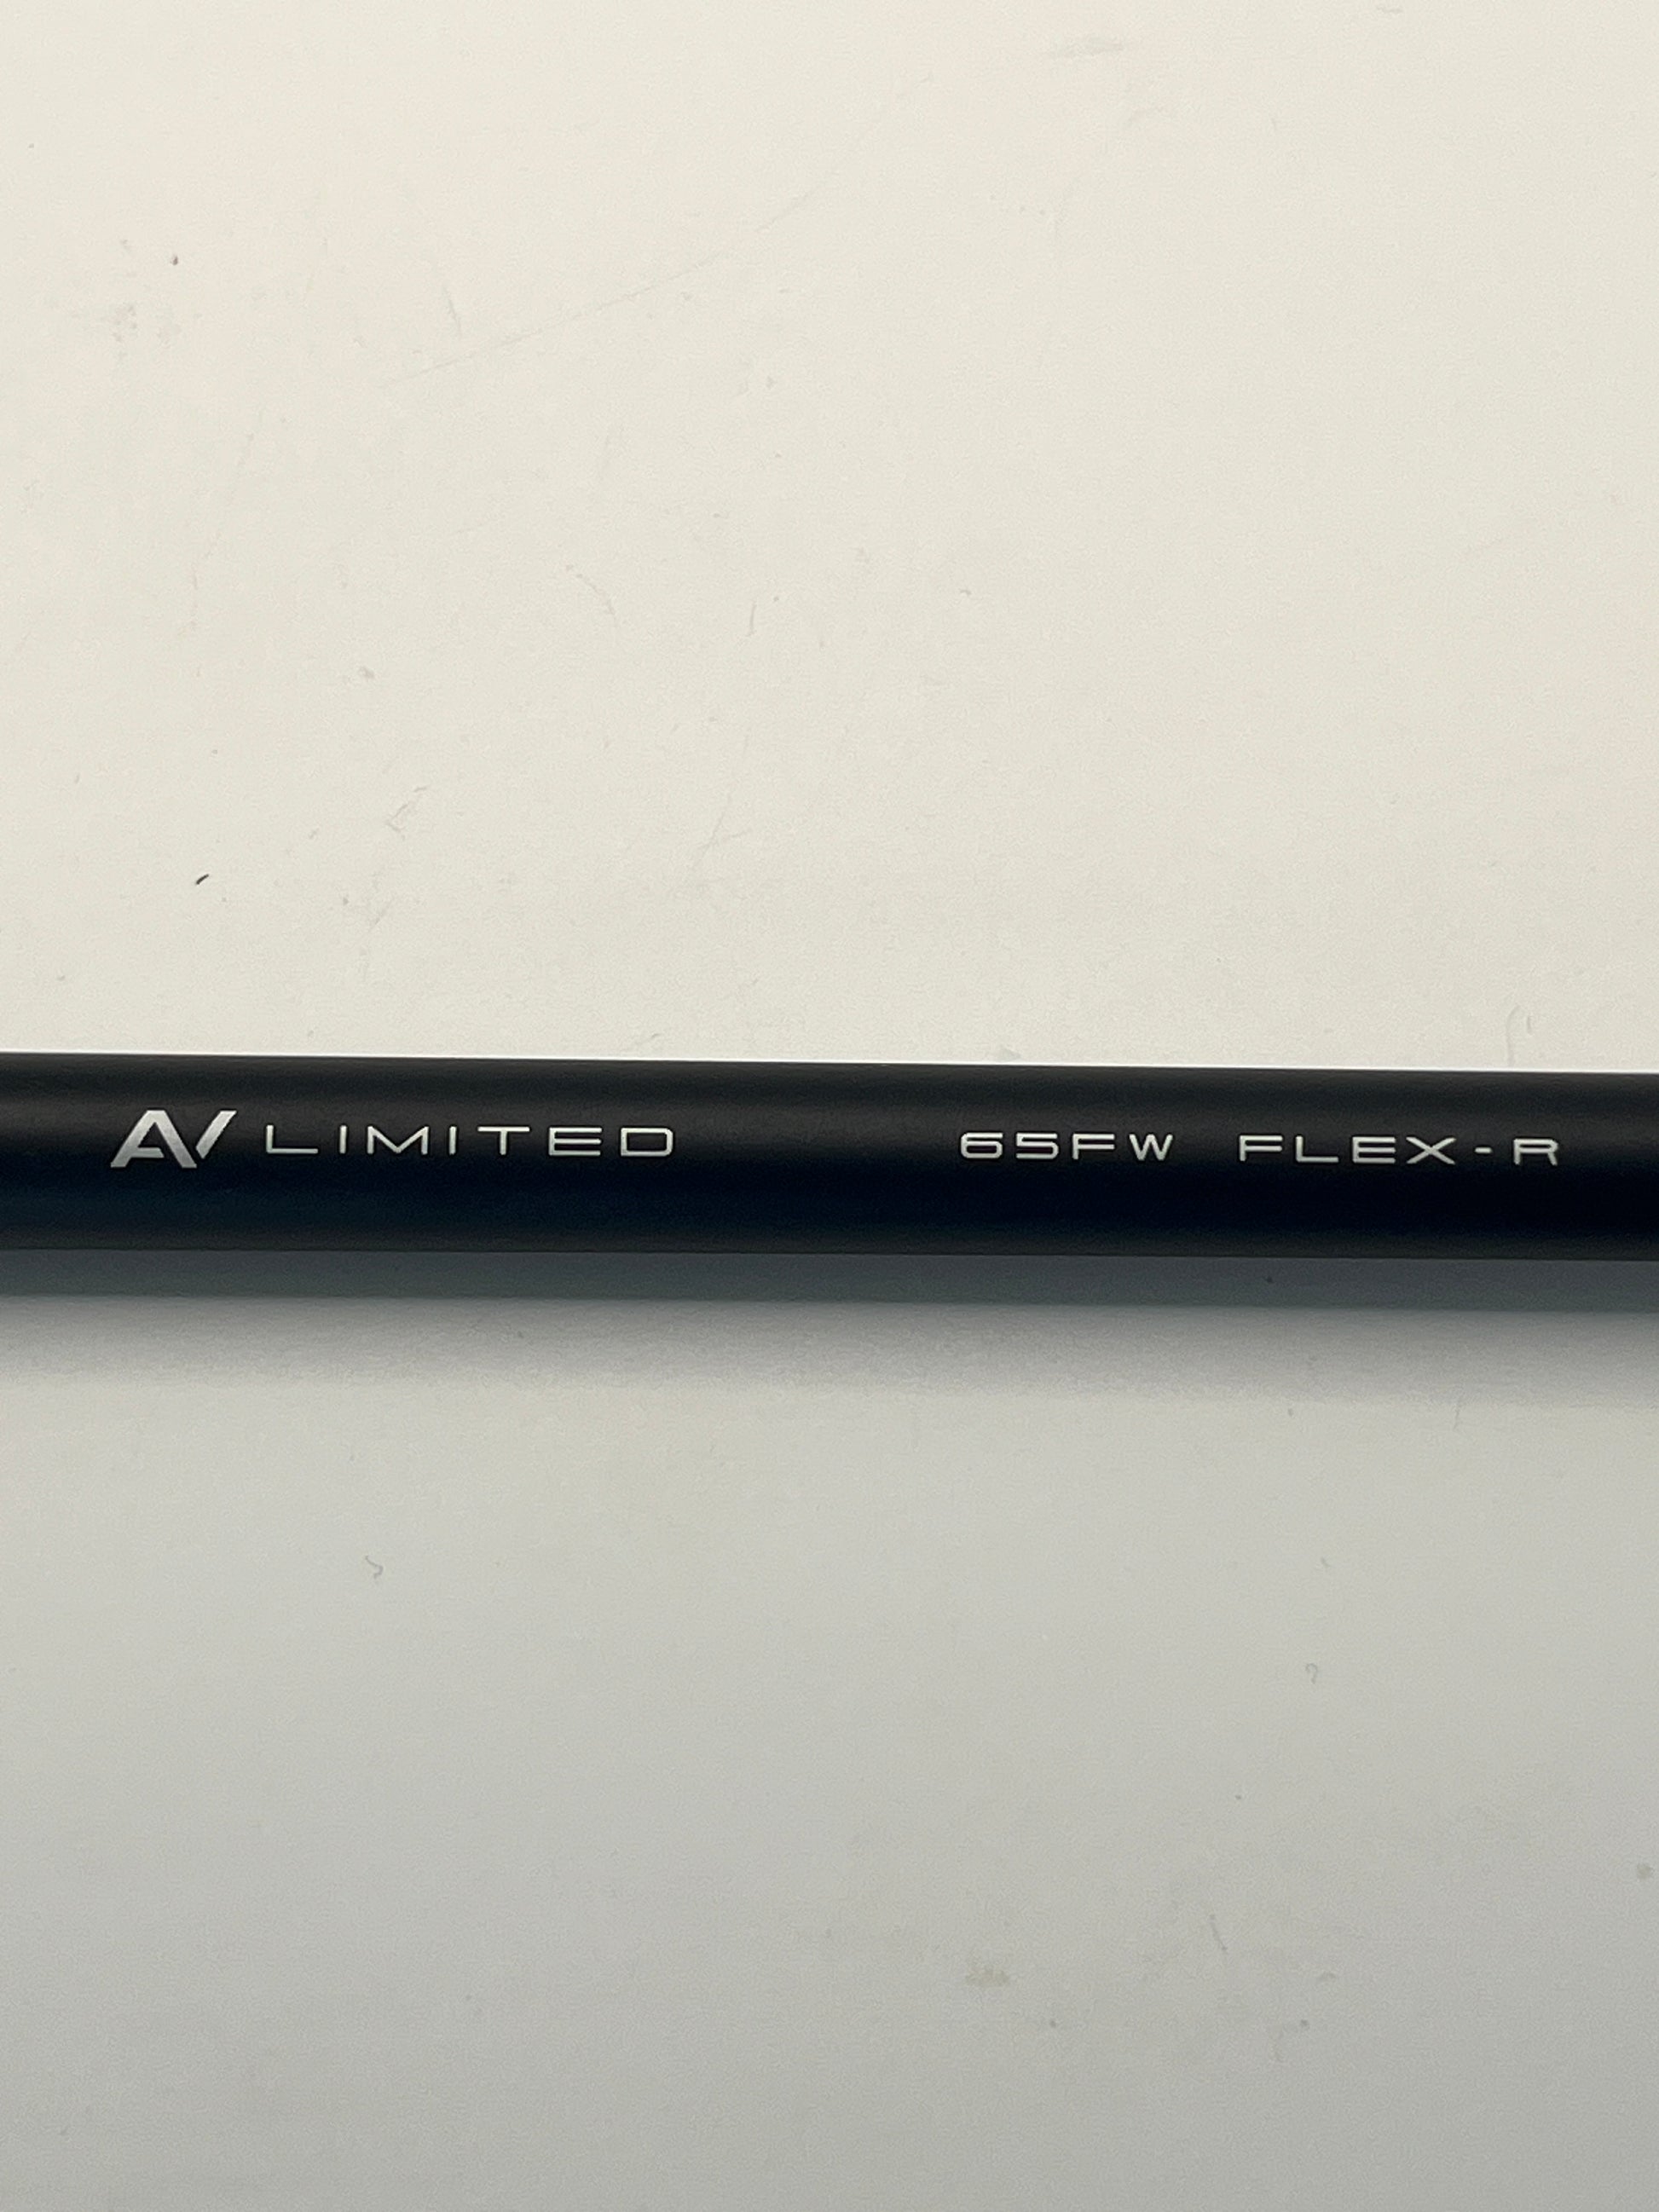 AV LIMITED 65FW FLEX-R